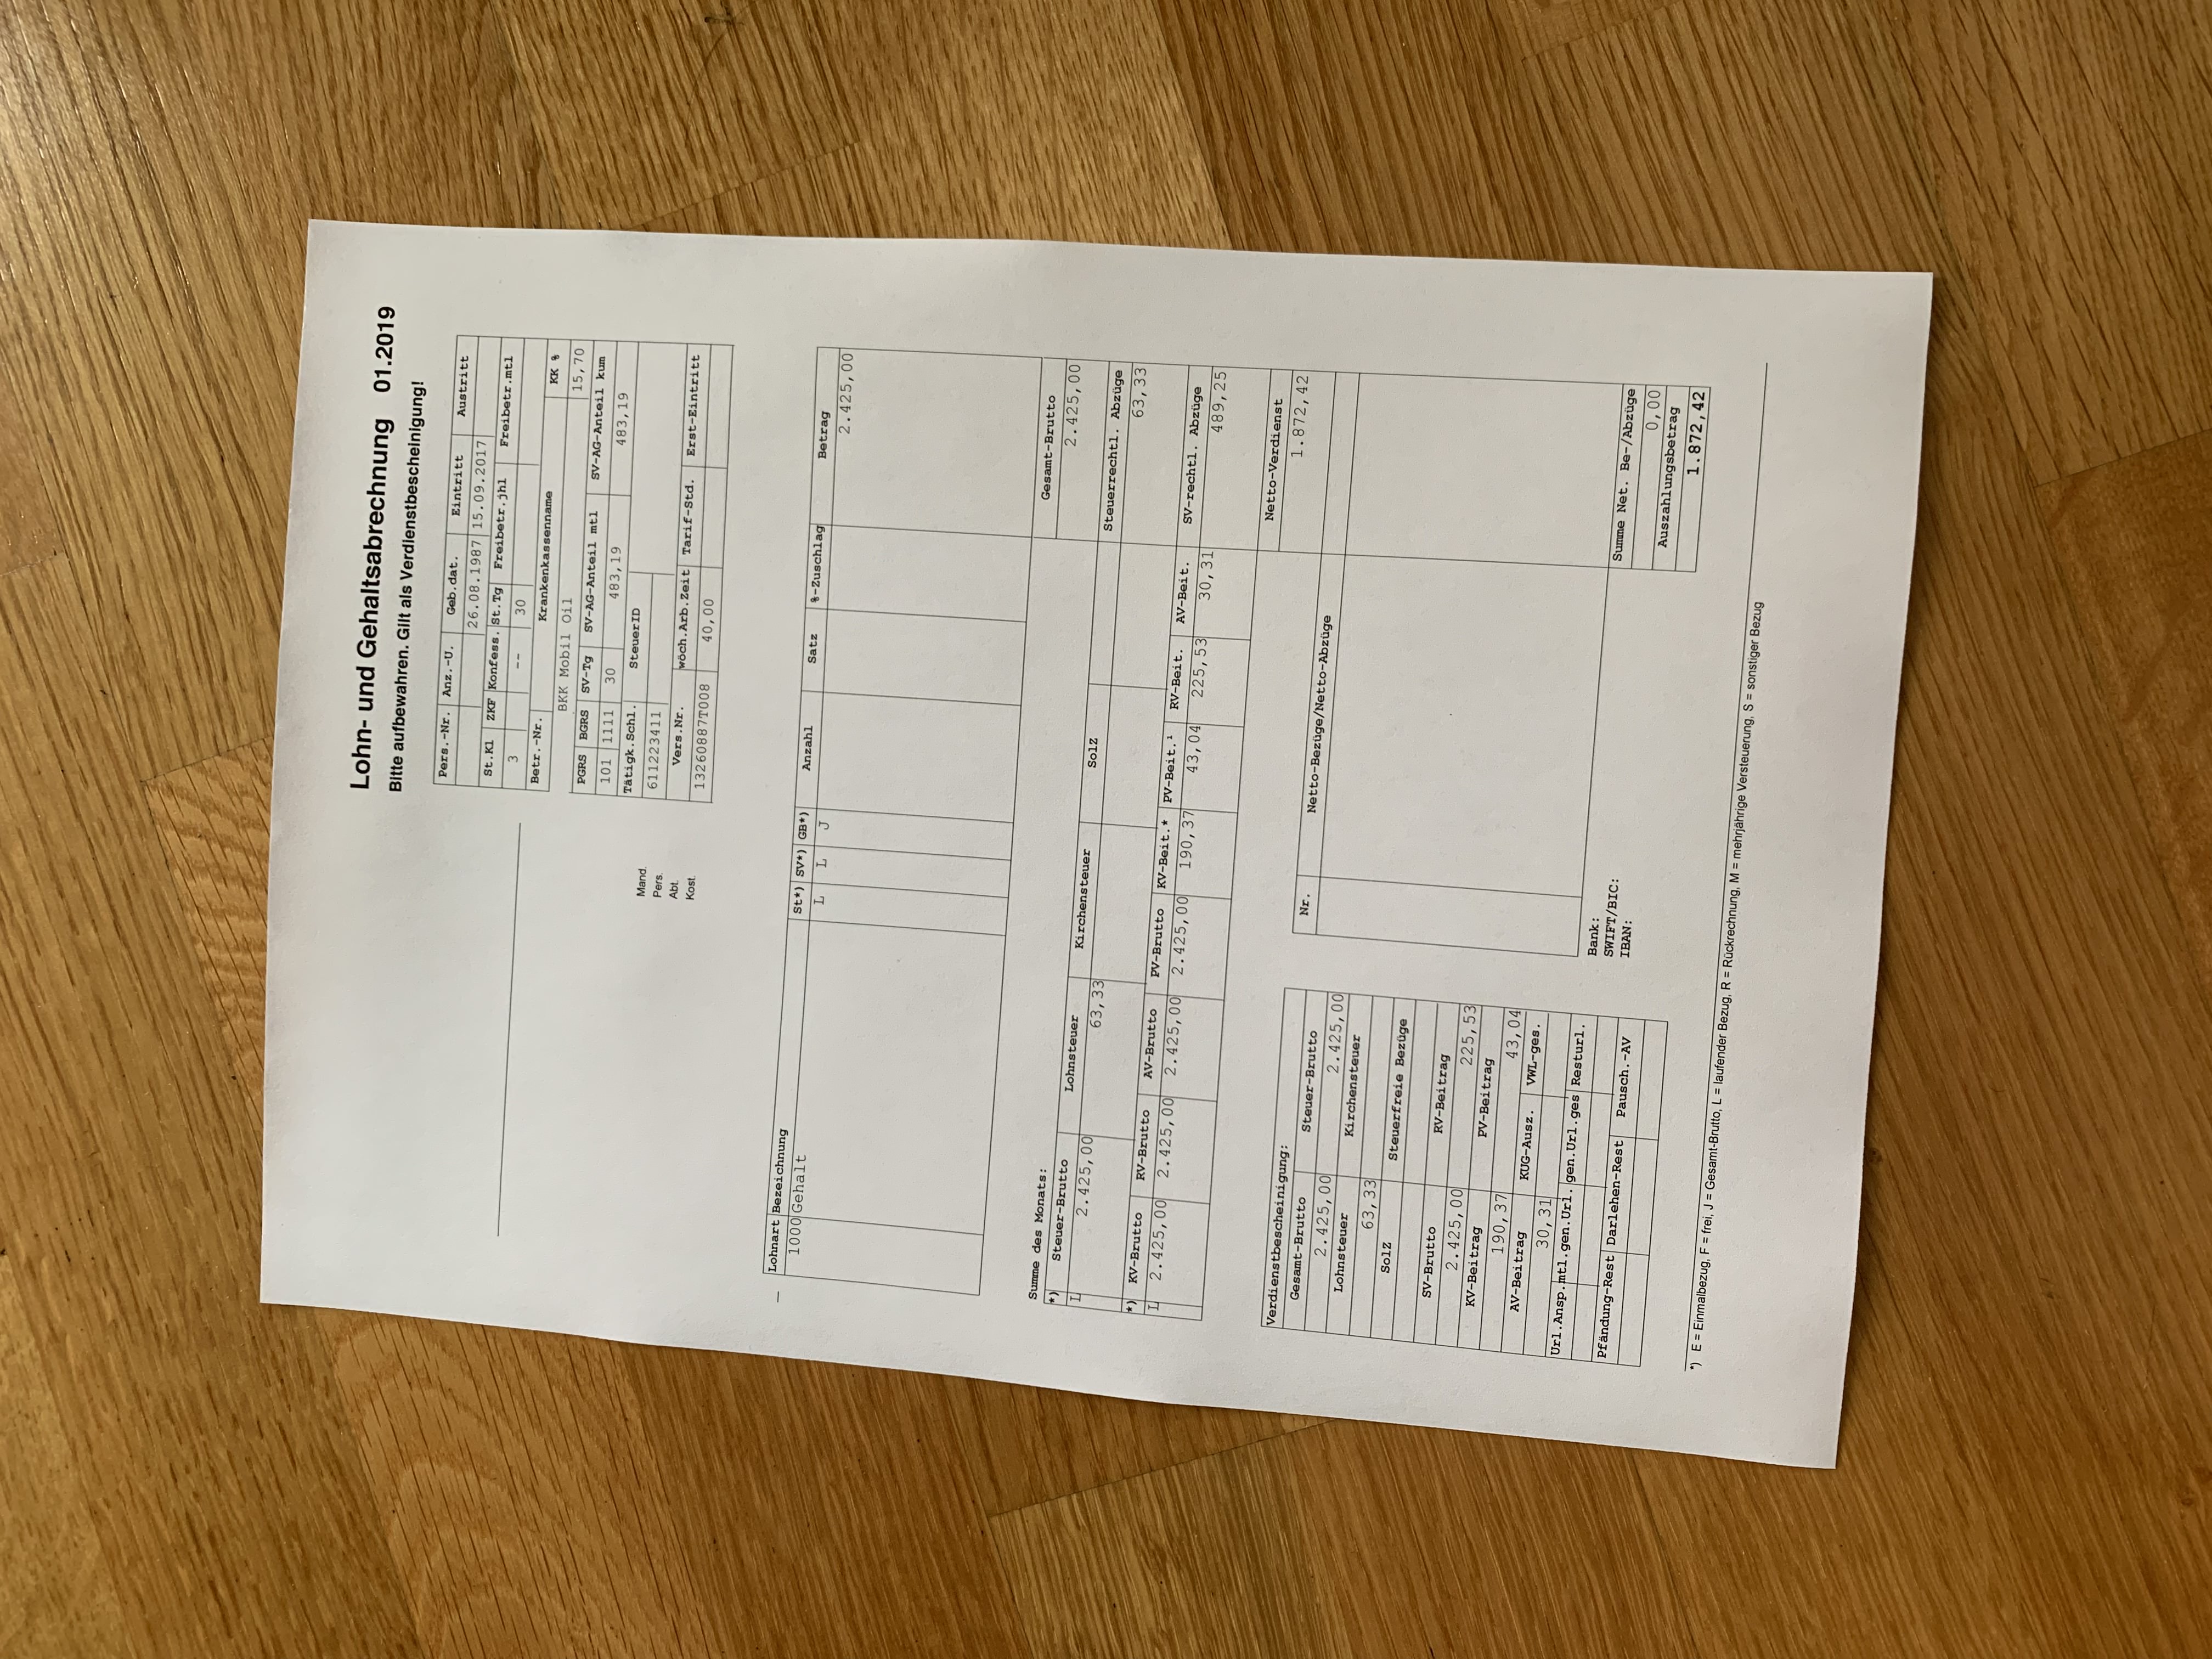 Lohn- und Gehaltsabrechnung 01.2019
Bitte aufbewahren. Gilt als Verdienstbescheinigung!
Pers.-Nr. Anz.-U. Geb.dat. Eintritt Austritt
26.08.1987 15.09.2017
St.Kl ZKF Konfess. St.Tg Freibetr.jhl Freibetr.mtl
3 -- 30
Betr.-Nr. Krankenkassenname KK %
BKK Mobil Oil 15,70
PGRS BGRS SV-Tg SV-AG-Anteil mtl SV-AG-Anteil kum
101 1111 30 483,19 483,19
Tätigk.Schl. SteuerID
611223411
Vers.Nr. wöch.Arb.Zeit Tarif-Std. Erst-Eintritt
13260887T008 40,00
Mand.
Pers.
Abt.
Kost.
Lohnart Bezeichnung St*) SV*) GB*) Anzahl Satz %-Zuschlag Betrag
1000 Gehalt L L J 2.425,00
Gesamt-Brutto
2.425,00
Summe des Monats:
*) Steuer-Brutto Lohnsteuer Kirchensteuer SolZ Steuerrechtl. Abzüge
L 2.425,00 63,33 63,33
*) KV-Brutto RV-Brutto AV-Brutto PV-Brutto KV-Beit.* PV-Beit.¹ RV-Beit. AV-Beit. SV-rechtl. Abzüge
L 2.425,00 2.425,00 2.425,00 2.425,00 190,37 43,04 225,53 30,31 489,25
Netto-Verdienst
1.872,42
Verdienstbescheinigung:
Gesamt-Brutto Steuer-Brutto
2.425,00 2.425,00
Lohnsteuer Kirchensteuer
63,33
SolZ Steuerfreie Bezüge
SV-Brutto RV-Beitrag
2.425,00 225,53
KV-Beitrag PV-Beitrag
190,37 43,04
AV-Beitrag KUG-Ausz. VWL-ges.
30,31
Url.Ansp. mtl.gen.Url. gen.Url.ges Resturl.
Pfändung-Rest Darlehen-Rest Pausch.-AV
Nr. Netto-Bezüge/Netto-Abzüge
Bank:
SWIFT/BIC:
IBAN:
Summe Net. Be-/Abzüge
0,00
Auszahlungsbetrag
1.872,42
*) E = Einmalbezug, F = frei, J = Gesamt-Brutto, L = laufender Bezug, R = Rückrechnung, M = mehrjährige Versteuerung, S = sonstiger Bezug